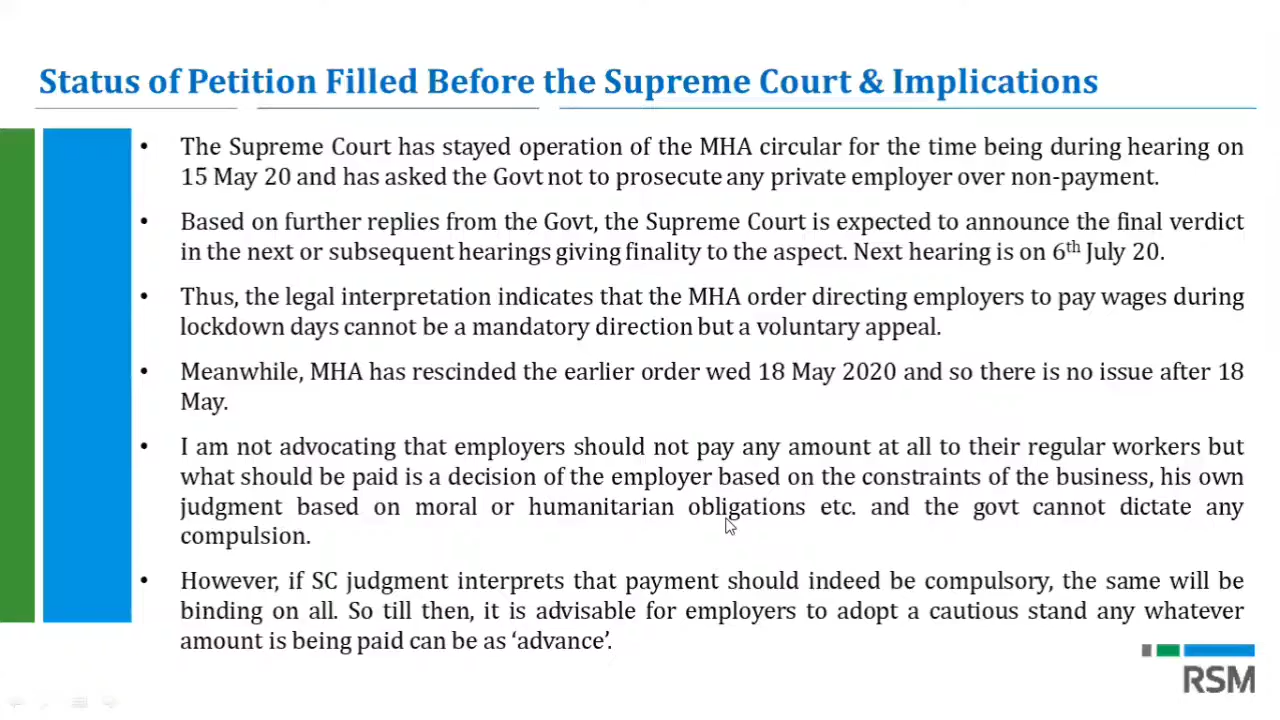 Status of Petition Filled Before the Supreme Court & Implications
• The Supreme Court has stayed operation of the MHA circular for the time being during hearing on
15 May 20 and has asked the Govt not to prosecute any private employer over non-payment.
• Based on further replies from the Govt, the Supreme Court is expected to announce the final verdict
in the next or subsequent hearings giving finality to the aspect. Next hearing is on 6th July 20.
• Thus, the legal interpretation indicates that the MHA order directing employers to pay wages during
lockdown days cannot be a mandatory direction but a voluntary appeal.
• Meanwhile, MHA has rescinded the earlier order wed 18 May 2020 and so there is no issue after 18
May.
• I am not advocating that employers should not pay any amount at all to their regular workers but
what should be paid is a decision of the employer based on the constraints of the business, his own
judgment based on moral or humanitarian obligations etc. and the govt cannot dictate any
compulsion.
• However, if SC judgment interprets that payment should indeed be compulsory, the same will be
binding on all. So till then, it is advisable for employers to adopt a cautious stand any whatever
amount is being paid can be as ‘advance’.
RSM